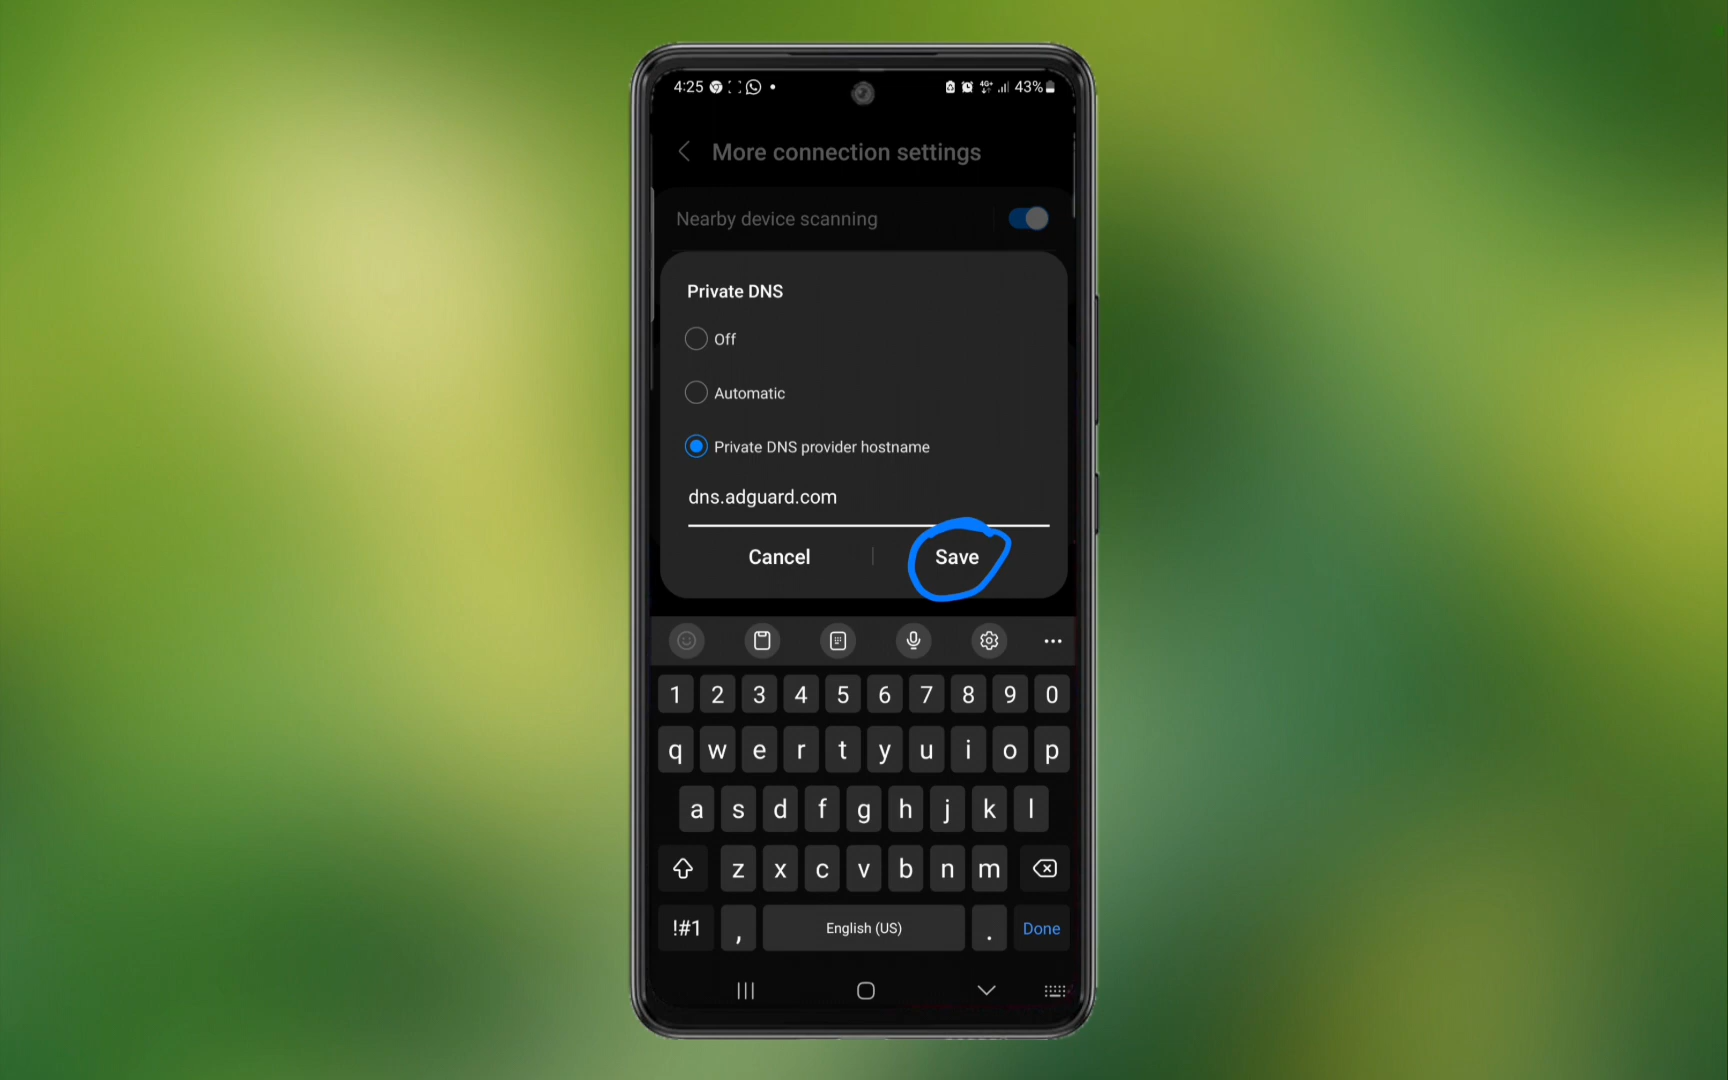 4:25 4G+ 43%
More connection settings
Nearby device scanning
Private DNS
Off
Automatic
Private DNS provider hostname
dns.adguard.com
Cancel Save
1 2 3 4 5 6 7 8 9 0
q w e r t y u i o p
a s d f g h j k l
z x c v b n m
!#1 , English (US) . Done